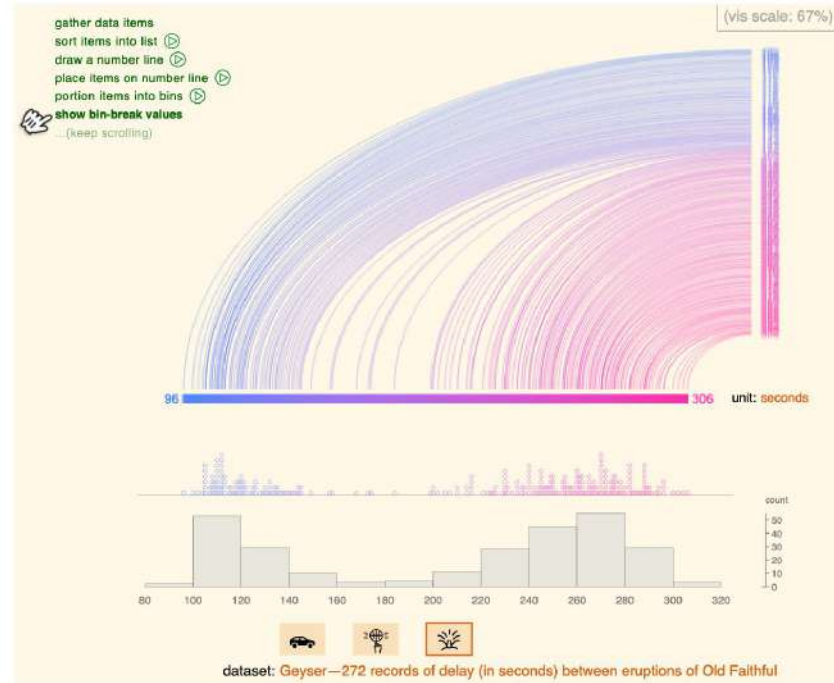 (vis scale: 67%)
gather data items
sort items into list
draw a number line
place items on number line
portion items into bins
show bin-break values
...(keep scrolling)
96
306
unit: seconds
count
50
40
30
20
10
0
80 100 120 140 160 180 200 220 240 260 280 300 320
dataset: Geyser—272 records of delay (in seconds) between eruptions of Old Faithful